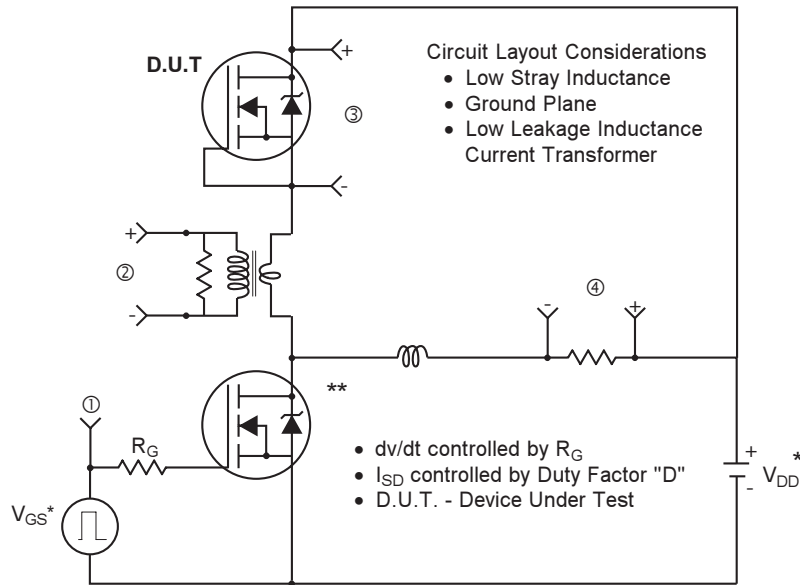 D.U.T
+
-
③
Circuit Layout Considerations
• Low Stray Inductance
• Ground Plane
• Low Leakage Inductance
Current Transformer
+
②
-
④
-
+
**
①
R_G
V_GS*
• dv/dt controlled by R_G
• I_SD controlled by Duty Factor "D"
• D.U.T. - Device Under Test
+
-
V_DD*